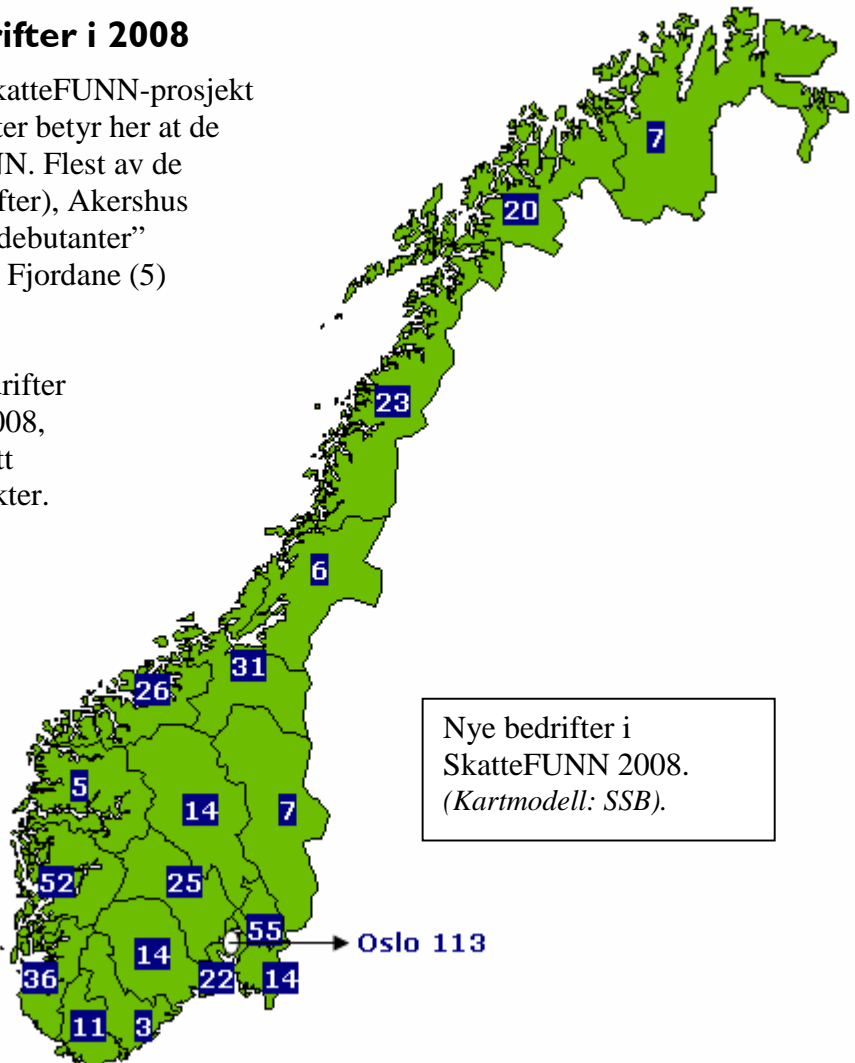 rifter i 2008
katteFUNN-prosjekt
ter betyr her at de
NN. Flest av de
fter), Akershus
debutanter”
Fjordane (5)
rifter
008,
tt
kter.
7
20
23
6
31
26
5
14
7
52
25
55
Oslo 113
14
36
22
14
11
3
Nye bedrifter i
SkatteFUNN 2008.
(Kartmodell: SSB).